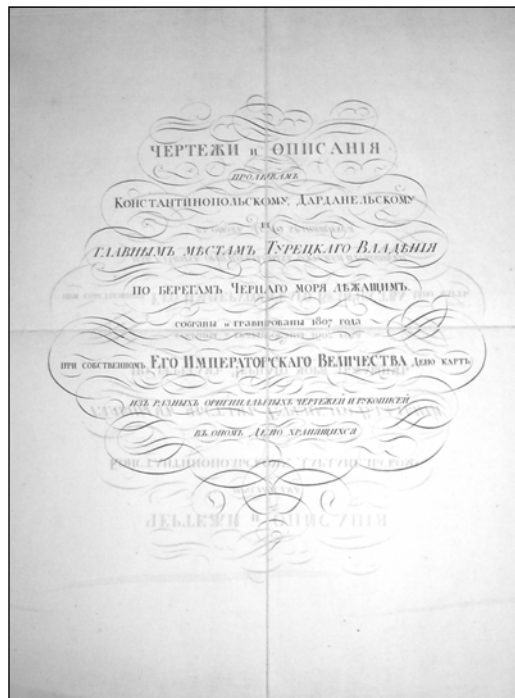 ЧЕРТЕЖИ и ОПИСАНІЯ
ПРОЛИВАМЪ
КОНСТАНТИНОПОЛЬСКОМУ, ДАРДАНЕЛЬСКОМУ
И
ГЛАВНЫМЪ МѢСТАМЪ ТУРЕЦКАГО ВЛАДѢНІЯ
ПО БЕРЕГАМЪ ЧЕРНАГО МОРЯ ЛѢЖАЩИМЪ.
СОБРАНЫ и ГРАВИРОВАНЫ 1807 ГОДА
ПРИ СОБСТВЕННОМЪ ЕГО ИМПЕРАТОРСКАГО ВЕЛИЧЕСТВА ДЕПО КАРТЪ
ИЗЪ РАЗНЫХЪ ОРИГИНАЛЬНЫХЪ ЧЕРТЕЖЕЙ И РУКОПИСЕЙ
ВЪ ОНОМЪ ДЕПО ХРАНЯЩИХСЯ